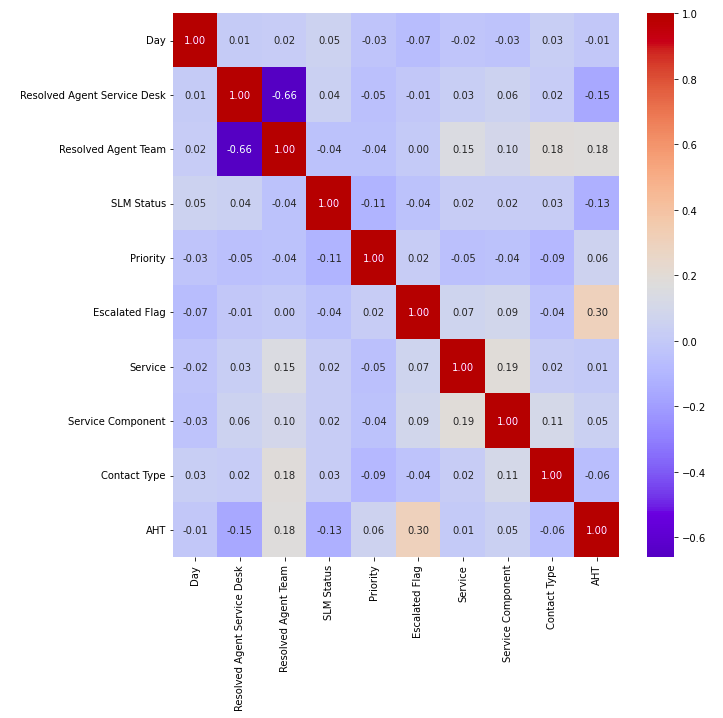 Day 1.00 0.01 0.02 0.05 -0.03 -0.07 -0.02 -0.03 0.03 -0.01
Resolved Agent Service Desk 0.01 1.00 -0.66 0.04 -0.05 -0.01 0.03 0.06 0.02 -0.15
Resolved Agent Team 0.02 -0.66 1.00 -0.04 -0.04 0.00 0.15 0.10 0.18 0.18
SLM Status 0.05 0.04 -0.04 1.00 -0.11 -0.04 0.02 0.02 0.03 -0.13
Priority -0.03 -0.05 -0.04 -0.11 1.00 0.02 -0.05 -0.04 -0.09 0.06
Escalated Flag -0.07 -0.01 0.00 -0.04 0.02 1.00 0.07 0.09 -0.04 0.30
Service -0.02 0.03 0.15 0.02 -0.05 0.07 1.00 0.19 0.02 0.01
Service Component -0.03 0.06 0.10 0.02 -0.04 0.09 0.19 1.00 0.11 0.05
Contact Type 0.03 0.02 0.18 0.03 -0.09 -0.04 0.02 0.11 1.00 -0.06
AHT -0.01 -0.15 0.18 -0.13 0.06 0.30 0.01 0.05 -0.06 1.00
Day
Resolved Agent Service Desk
Resolved Agent Team
SLM Status
Priority
Escalated Flag
Service
Service Component
Contact Type
AHT
1.0
0.8
0.6
0.4
0.2
0.0
−0.2
−0.4
−0.6